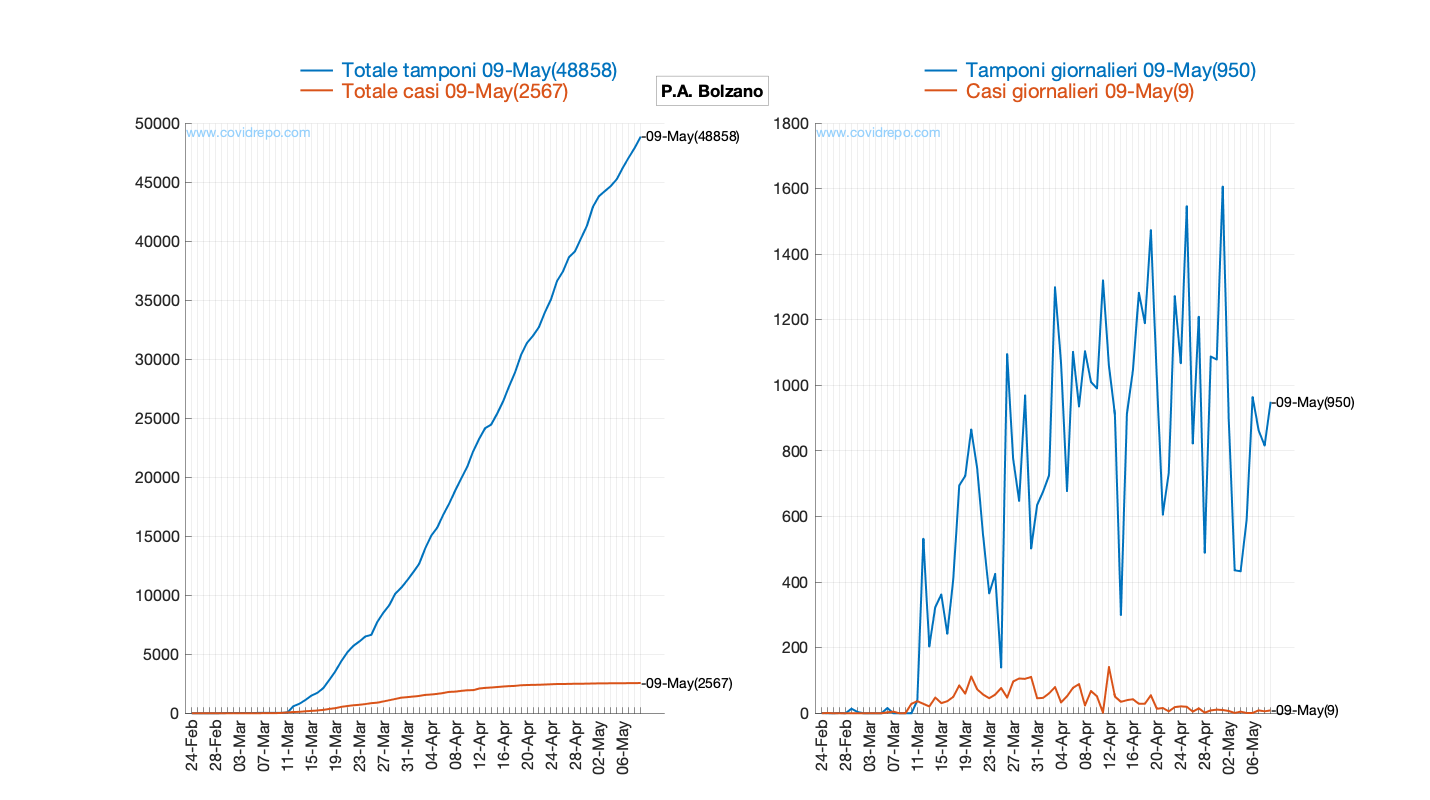 Totale tamponi 09-May(48858)
Totale casi 09-May(2567)
P.A. Bolzano
Tamponi giornalieri 09-May(950)
Casi giornalieri 09-May(9)
www.covidrepo.com
50000
45000
40000
35000
30000
25000
20000
15000
10000
5000
0
-09-May(48858)
-09-May(2567)
24-Feb
28-Feb
03-Mar
07-Mar
11-Mar
15-Mar
19-Mar
23-Mar
27-Mar
31-Mar
04-Apr
08-Apr
12-Apr
16-Apr
20-Apr
24-Apr
28-Apr
02-May
06-May
www.covidrepo.com
1800
1600
1400
1200
1000
800
600
400
200
0
-09-May(950)
-09-May(9)
24-Feb
28-Feb
03-Mar
07-Mar
11-Mar
15-Mar
19-Mar
23-Mar
27-Mar
31-Mar
04-Apr
08-Apr
12-Apr
16-Apr
20-Apr
24-Apr
28-Apr
02-May
06-May